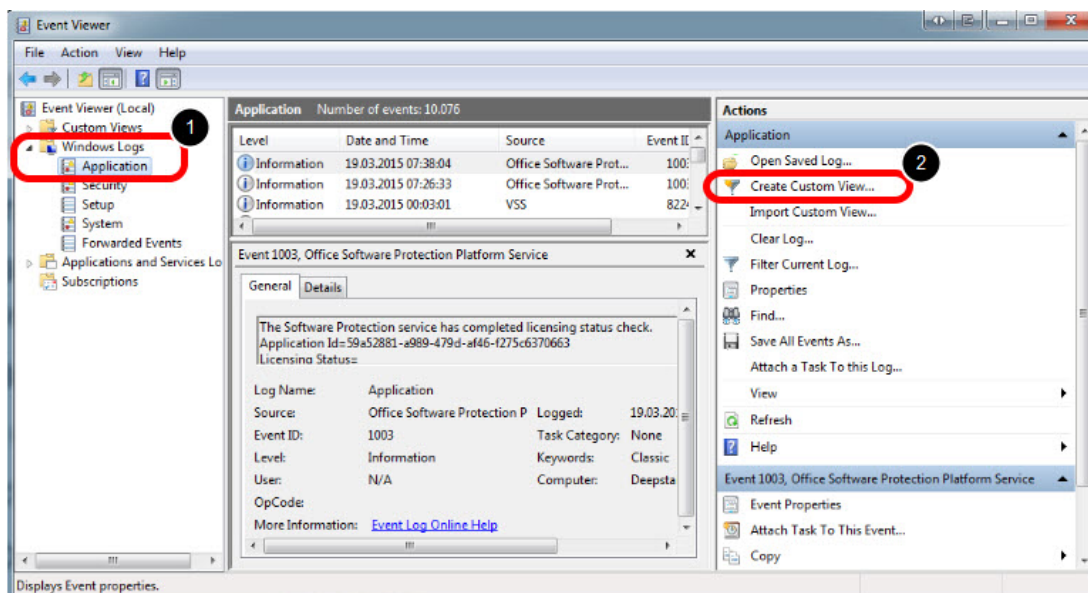 Event Viewer
File Action View Help
Event Viewer (Local)
Custom Views
Windows Logs
Application
Security
Setup
System
Forwarded Events
Applications and Services Lo
Subscriptions
1
Application Number of events: 10.076
Level Date and Time Source Event II
Information 19.03.2015 07:38:04 Office Software Prot... 100
Information 19.03.2015 07:26:33 Office Software Prot... 100
Information 19.03.2015 00:03:01 VSS 822
Event 1003, Office Software Protection Platform Service
General Details
The Software Protection service has completed licensing status check.
Application Id=59a52881-a989-479d-af46-f275c6370663
Licensing Status=
Log Name: Application
Source: Office Software Protection P Logged: 19.03.20
Event ID: 1003 Task Category: None
Level: Information Keywords: Classic
User: N/A Computer: Deepsta
OpCode:
More Information: Event Log Online Help
Actions
Application
Open Saved Log...
2
Create Custom View...
Import Custom View...
Clear Log...
Filter Current Log...
Properties
Find...
Save All Events As...
Attach a Task To this Log...
View
Refresh
Help
Event 1003, Office Software Protection Platform Service
Event Properties
Attach Task To This Event...
Copy
Displays Event properties.